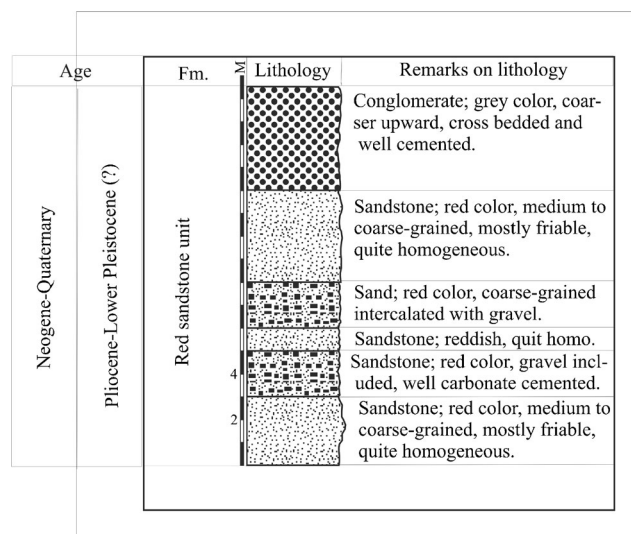 Age
Fm.
M
Lithology
Remarks on lithology
Neogene-Quaternary
Pliocene-Lower Pleistocene (?)
Red sandstone unit
4
2
Conglomerate; grey color, coar-
ser upward, cross bedded and
well cemented.
Sandstone; red color, medium to
coarse-grained, mostly friable,
quite homogeneous.
Sand; red color, coarse-grained
intercalated with gravel.
Sandstone; reddish, quit homo.
Sandstone; red color, gravel incl-
uded, well carbonate cemented.
Sandstone; red color, medium to
coarse-grained, mostly friable,
quite homogeneous.